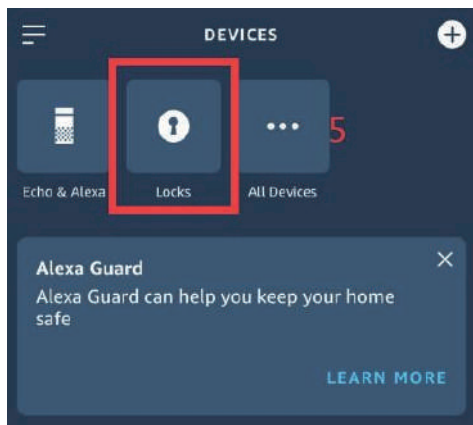 DEVICES
5
Echo & Alexa
Locks
All Devices
Alexa Guard
Alexa Guard can help you keep your home
safe
LEARN MORE